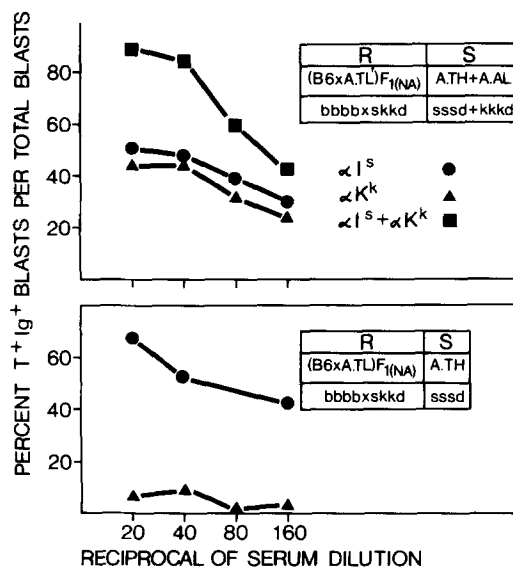 PERCENT T+Ig+ BLASTS PER TOTAL BLASTS
80
60
40
20
R S
(B6xA.TL')F1(NA) A.TH+A.AL
bbbbxskkd sssd+kkkd
αIs
αKk
αIs+αKk
60
40
20
R S
(B6xA.TL)F1(NA) A.TH
bbbbxskkd sssd
20 40 80 160
RECIPROCAL OF SERUM DILUTION